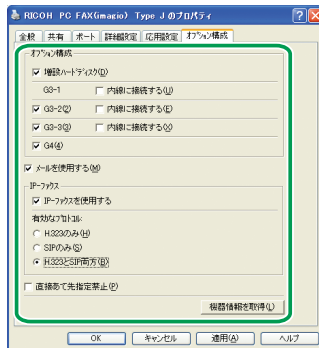 RICOH PC FAX(imagio) Type J のプロパティ
全般 共有 ポート 詳細設定 応用設定 オプション構成
オプション構成
増設ハードディスク(D)
G3-1 内線に接続する(U)
G3-2(2) 内線に接続する(E)
G3-3(3) 内線に接続する(X)
G4(4)
メールを使用する(M)
IP-ファクス
IP-ファクスを使用する
有効なプロトコル:
H.323のみ(H)
SIPのみ(S)
H.323とSIP両方(B)
直接あて先指定禁止(P)
機器情報を取得(L)
OK キャンセル 適用(A) ヘルプ